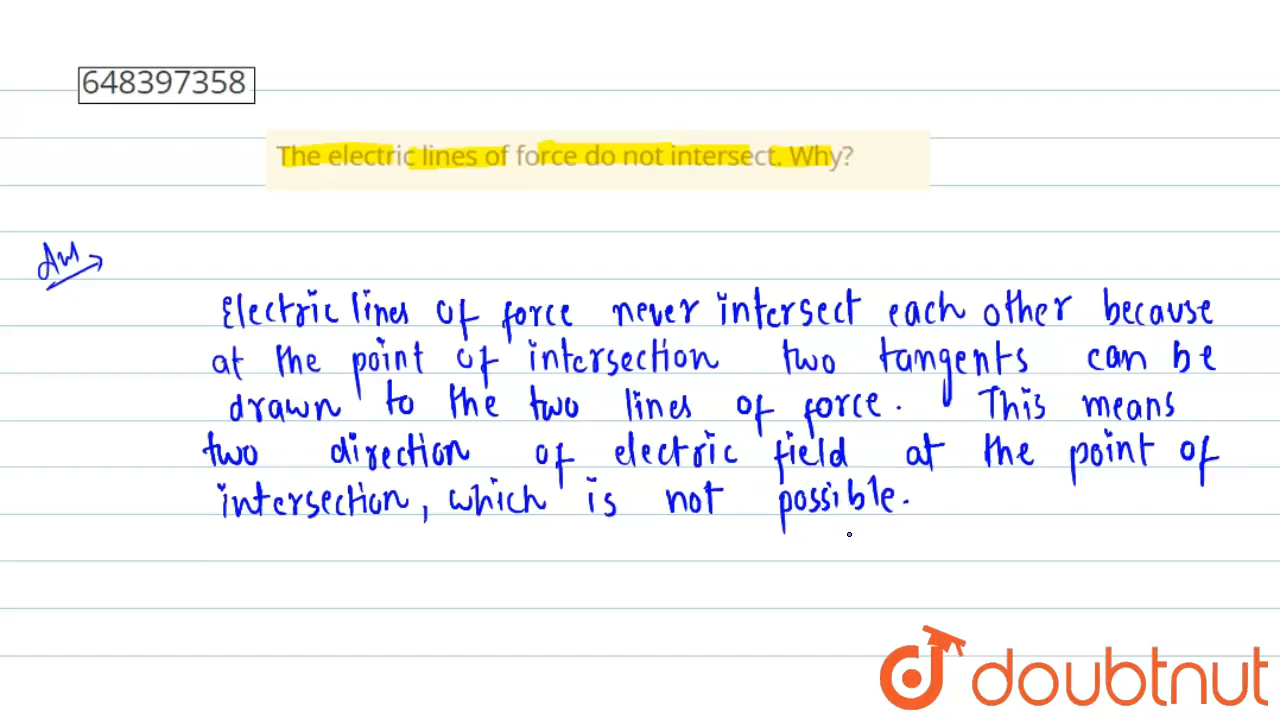 648397358
The electric lines of force do not intersect. Why?
Ans
Electric lines of force never intersect each other because
at the point of intersection two tangents can be
drawn to the two lines of force. This means
two direction of electric field at the point of
intersection, which is not possible.
doubtnut